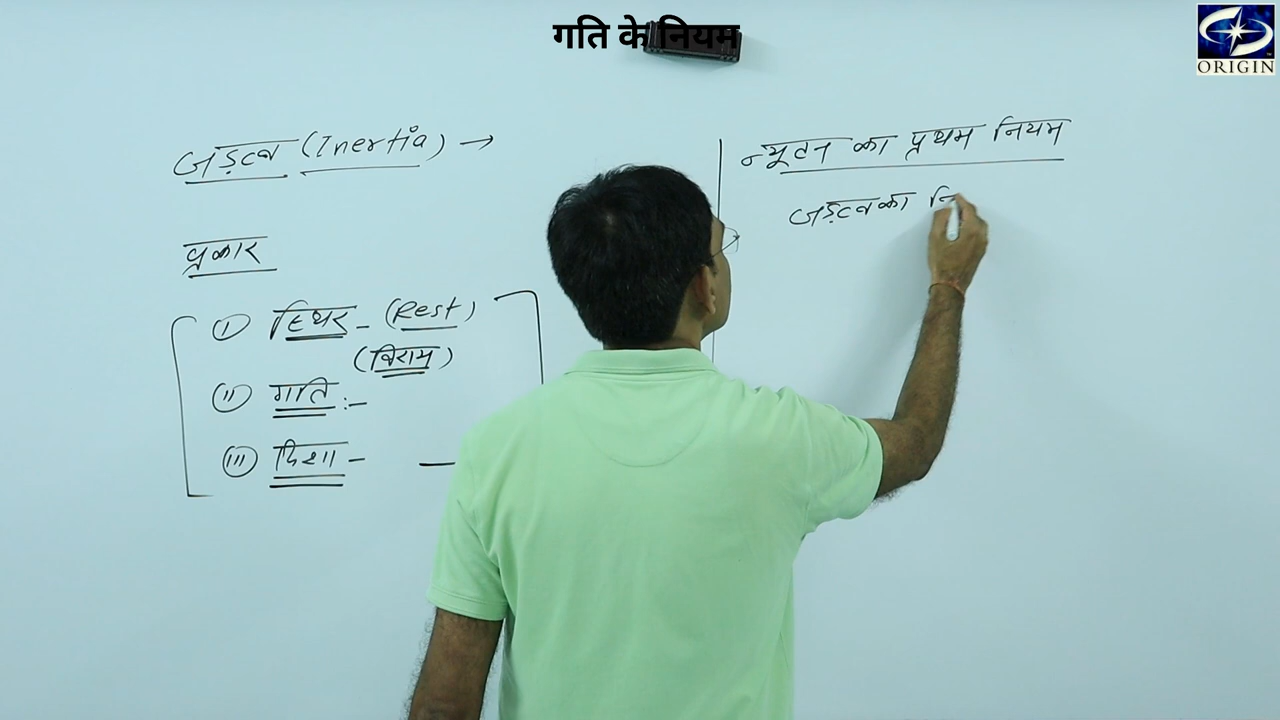 गति के नियम
ORIGIN
जड़त्व (Inertia) →
प्रकार
(i) स्थिर - (Rest)
(विराम)
(ii) गति :-
(iii) दिशा -
न्यूटन का प्रथम नियम
जड़त्व का नि